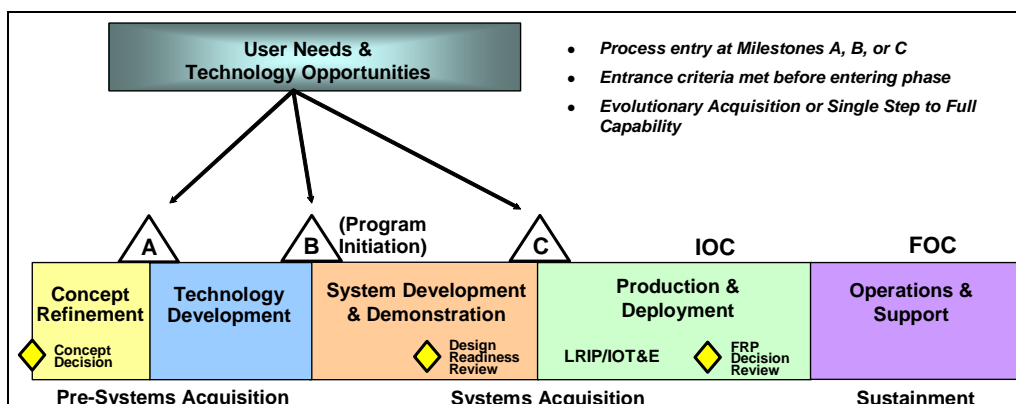 User Needs &
Technology Opportunities
• Process entry at Milestones A, B, or C
• Entrance criteria met before entering phase
• Evolutionary Acquisition or Single Step to Full
Capability
A
B
(Program
Initiation)
C
IOC
FOC
Concept
Refinement
Technology
Development
System Development
& Demonstration
Production &
Deployment
Operations &
Support
Concept
Decision
Design
Readiness
Review
LRIP/IOT&E
FRP
Decision
Review
Pre-Systems Acquisition
Systems Acquisition
Sustainment